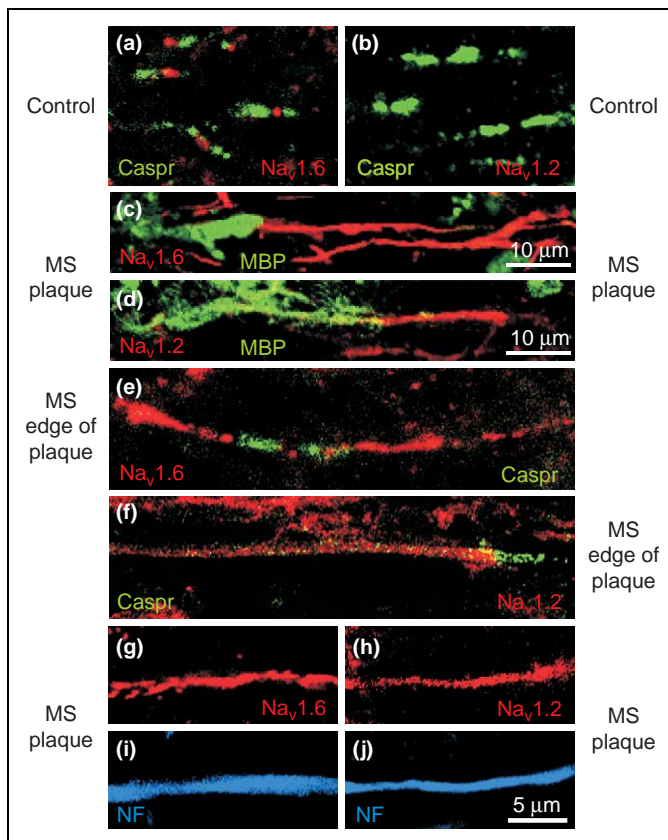 (a)
(b)
Control
Control
Caspr
Naᵥ1.6
Caspr
Naᵥ1.2
(c)
Naᵥ1.6
MBP
10 μm
MS
plaque
MS
plaque
(d)
Naᵥ1.2
MBP
10 μm
(e)
MS
edge of
plaque
Naᵥ1.6
Caspr
(f)
MS
edge of
plaque
Caspr
Naᵥ1.2
(g)
Naᵥ1.6
(h)
Naᵥ1.2
MS
plaque
MS
plaque
(i)
NF
(j)
NF
5 μm